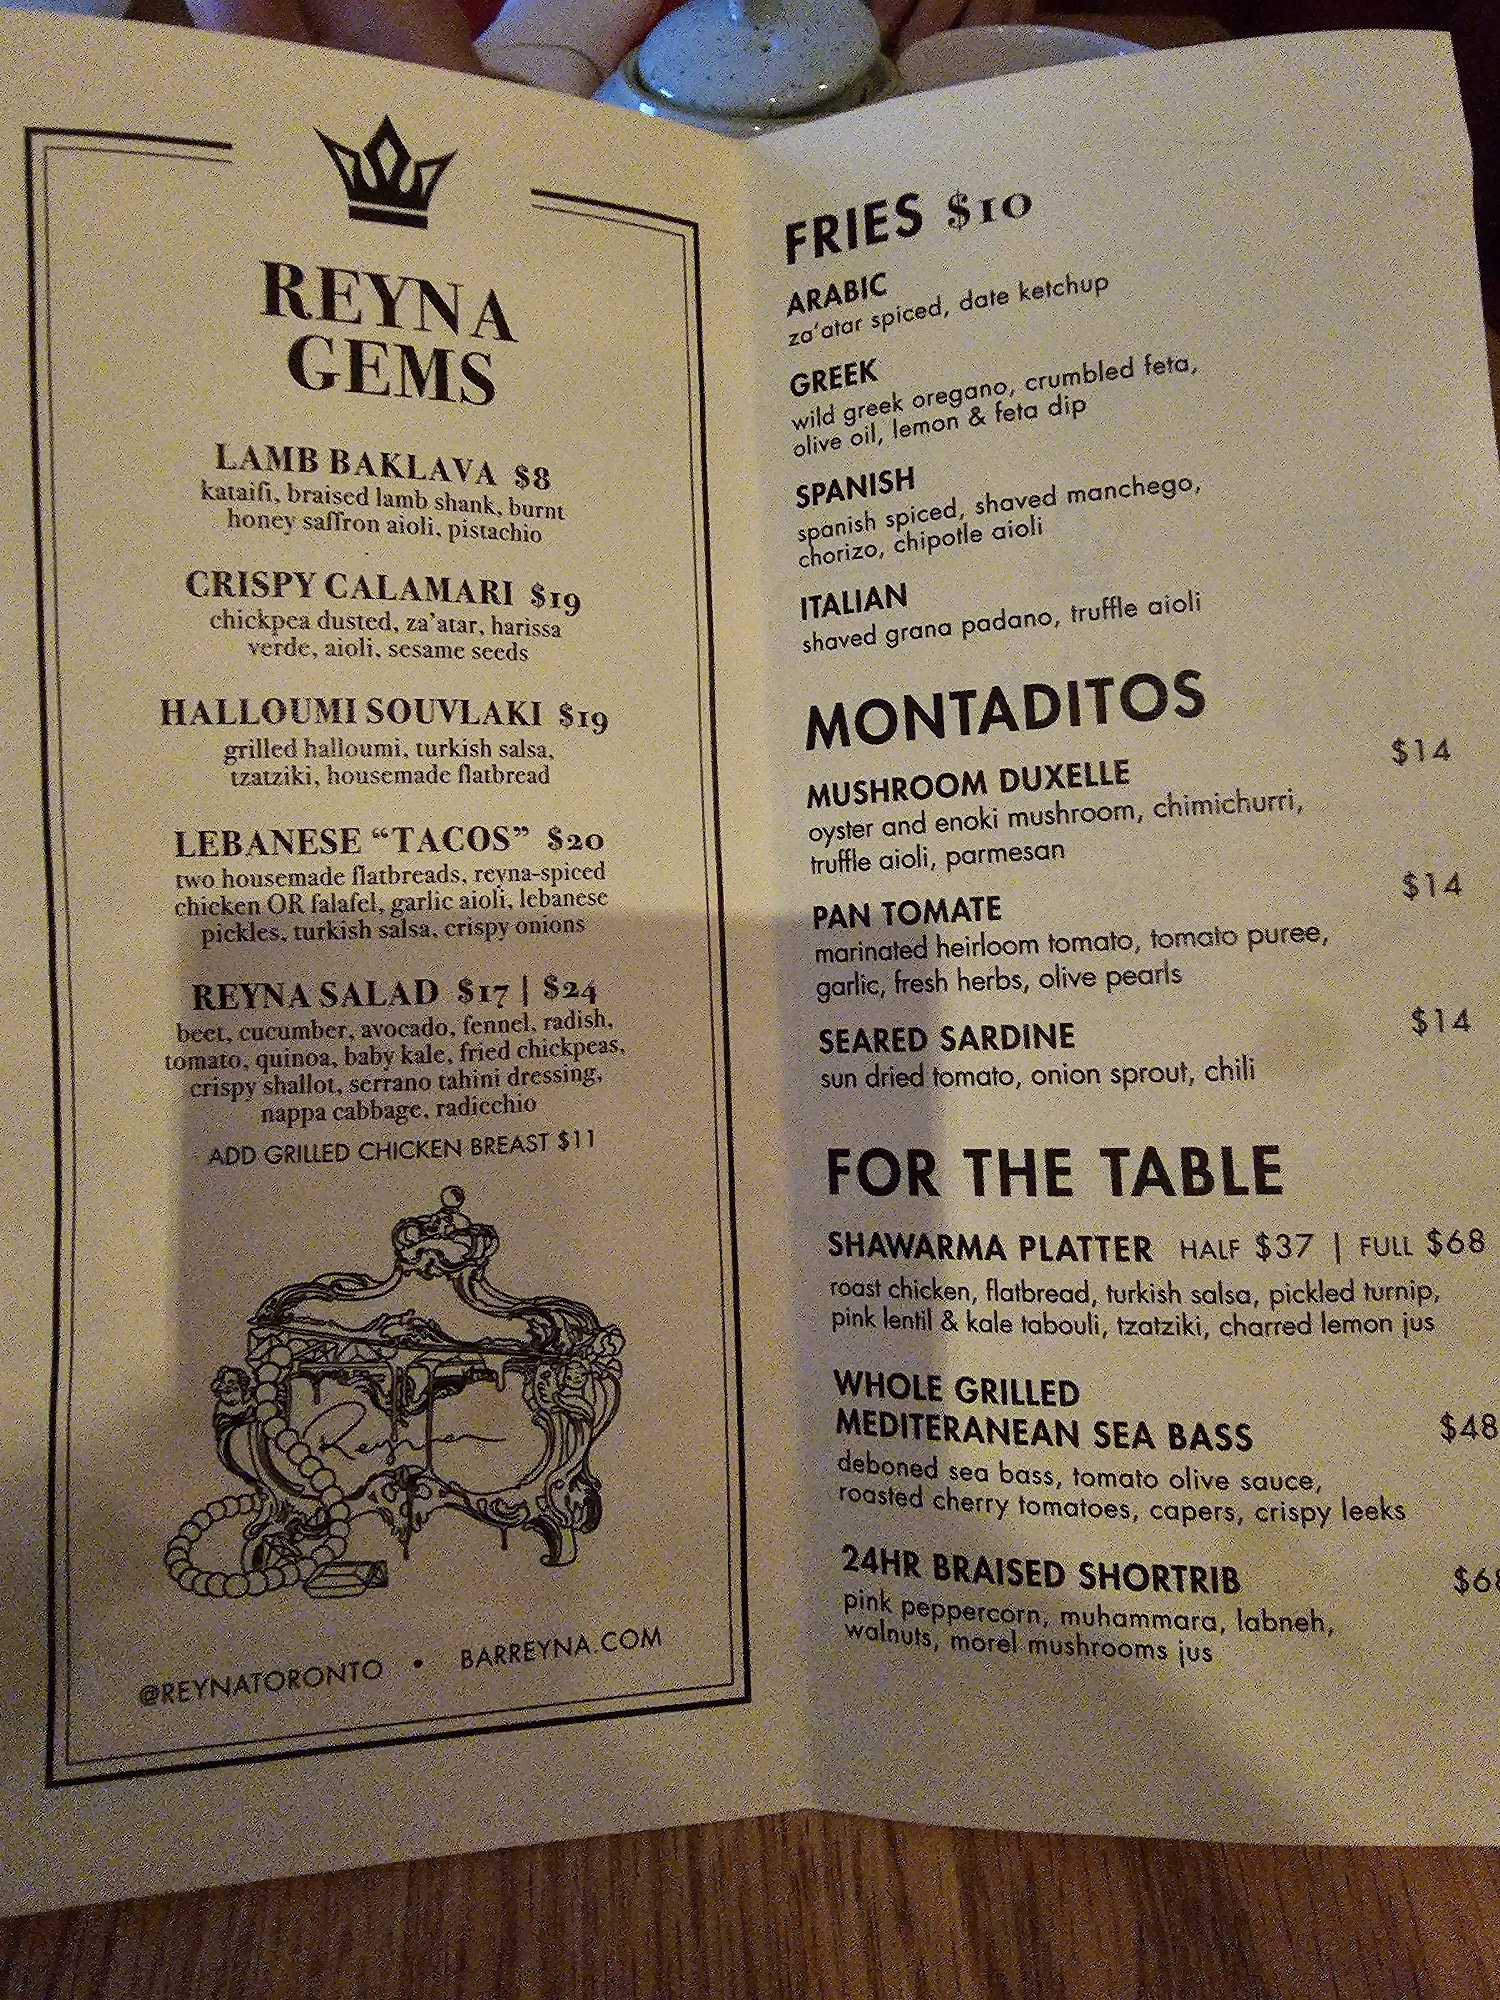 REYNA
GEMS
LAMB BAKLAVA $8
kataifi, braised lamb shank, burnt
honey saffron aioli, pistachio
CRISPY CALAMARI $19
chickpea dusted, za'atar, harissa
verde, aioli, sesame seeds
HALLOUMI SOUVLAKI $19
grilled halloumi, turkish salsa,
tzatziki, housemade flatbread
LEBANESE “TACOS” $20
two housemade flatbreads, reyna-spiced
chicken OR falafel, garlic aioli, lebanese
pickles, turkish salsa, crispy onions
REYNA SALAD $17 | $24
beet, cucumber, avocado, fennel, radish,
tomato, quinoa, baby kale, fried chickpeas,
crispy shallot, serrano tahini dressing,
nappa cabbage, radicchio
ADD GRILLED CHICKEN BREAST $11
Reyna
@REYNATORONTO • BARREYNA.COM
FRIES $10
ARABIC
za'atar spiced, date ketchup
GREEK
wild greek oregano, crumbled feta,
olive oil, lemon & feta dip
SPANISH
spanish spiced, shaved manchego,
chorizo, chipotle aioli
ITALIAN
shaved grana padano, truffle aioli
MONTADITOS
MUSHROOM DUXELLE $14
oyster and enoki mushroom, chimichurri,
truffle aioli, parmesan
PAN TOMATE $14
marinated heirloom tomato, tomato puree,
garlic, fresh herbs, olive pearls
SEARED SARDINE $14
sun dried tomato, onion sprout, chili
FOR THE TABLE
SHAWARMA PLATTER HALF $37 | FULL $68
roast chicken, flatbread, turkish salsa, pickled turnip,
pink lentil & kale tabouli, tzatziki, charred lemon jus
WHOLE GRILLED
MEDITERANEAN SEA BASS $48
deboned sea bass, tomato olive sauce,
roasted cherry tomatoes, capers, crispy leeks
24HR BRAISED SHORTRIB $68
pink peppercorn, muhammara, labneh,
walnuts, morel mushrooms jus